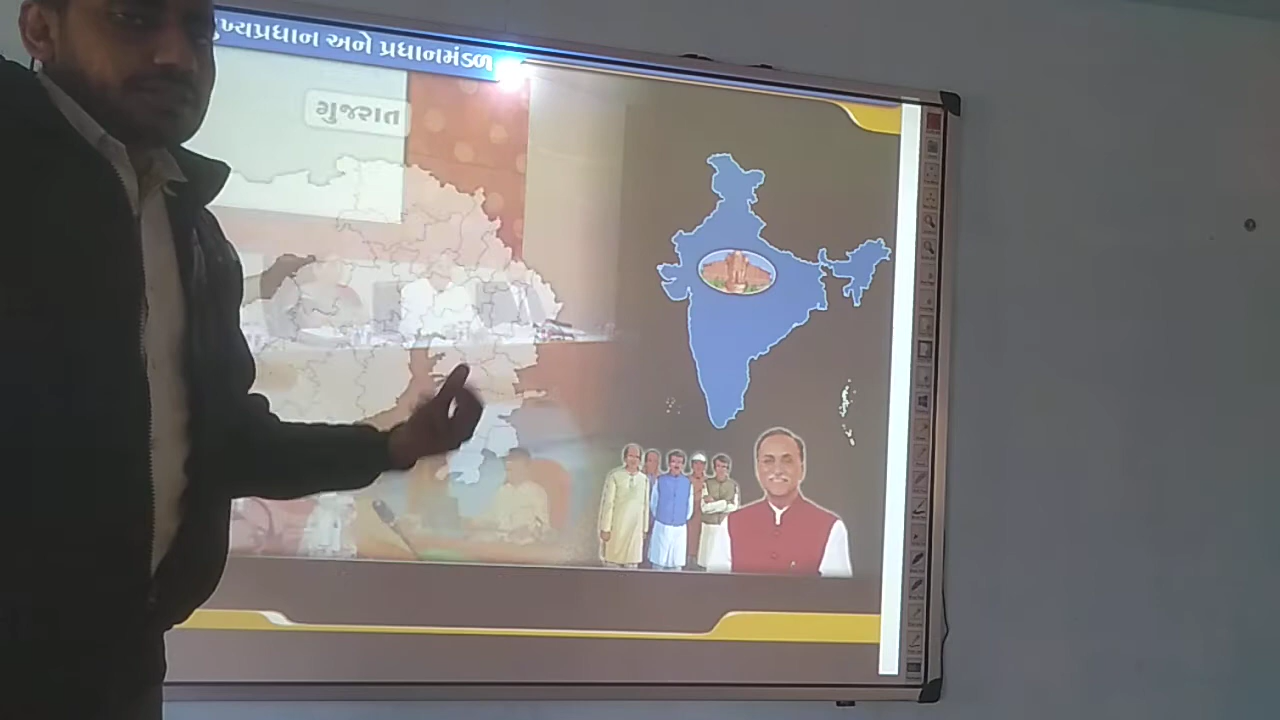 મુખ્યપ્રધાન અને પ્રધાનમંડળ
ગુજરાત